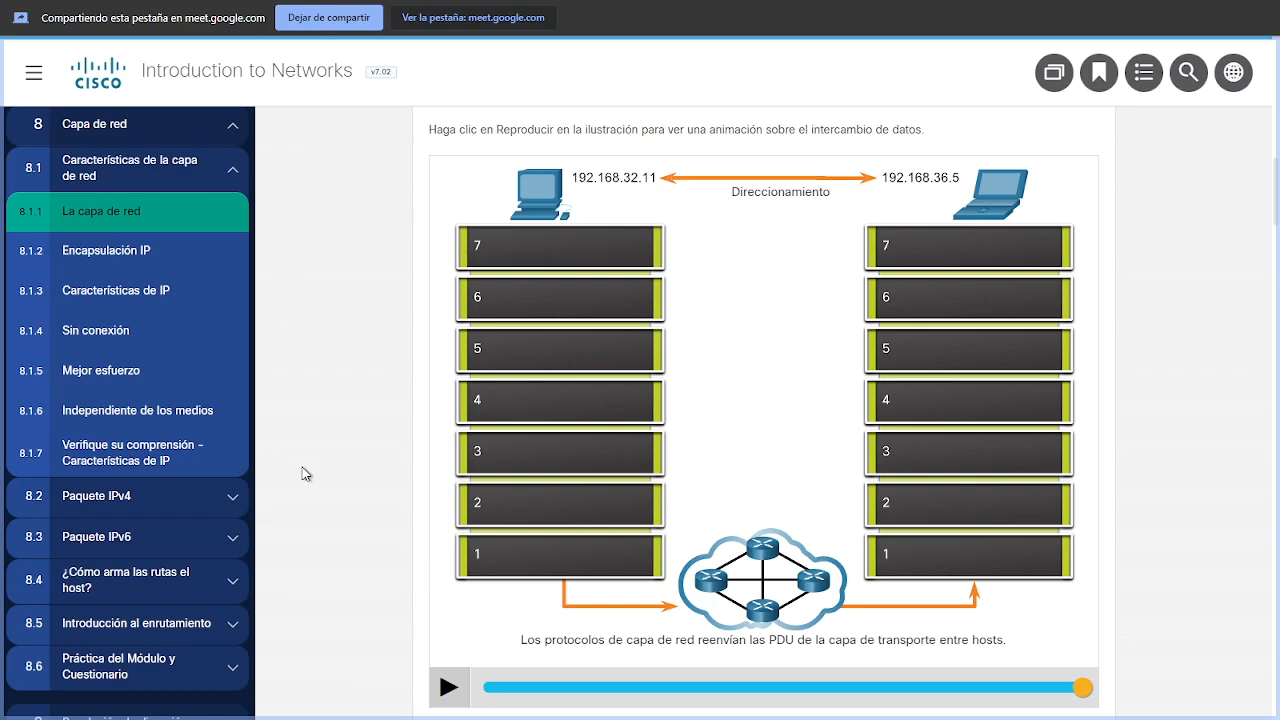 Compartiendo esta pestaña en meet.google.com
Dejar de compartir
Ver la pestaña: meet.google.com
CISCO
Introduction to Networks
v7.02
8 Capa de red
8.1 Características de la capa
de red
8.1.1 La capa de red
8.1.2 Encapsulación IP
8.1.3 Características de IP
8.1.4 Sin conexión
8.1.5 Mejor esfuerzo
8.1.6 Independiente de los medios
8.1.7 Verifique su comprensión -
Características de IP
8.2 Paquete IPv4
8.3 Paquete IPv6
8.4 ¿Cómo arma las rutas el
host?
8.5 Introducción al enrutamiento
8.6 Práctica del Módulo y
Cuestionario
Haga clic en Reproducir en la ilustración para ver una animación sobre el intercambio de datos.
192.168.32.11
192.168.36.5
Direccionamiento
7 7
6 6
5 5
4 4
3 3
2 2
1 1
Los protocolos de capa de red reenvían las PDU de la capa de transporte entre hosts.